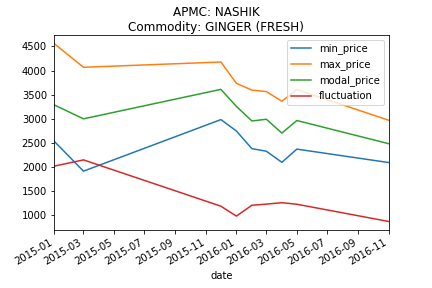 APMC: NASHIK
Commodity: GINGER (FRESH)
min_price
max_price
modal_price
fluctuation
4500
4000
3500
3000
2500
2000
1500
1000
2015-01
2015-03
2015-05
2015-07
2015-09
2015-11
2016-01
2016-03
2016-05
2016-07
2016-09
2016-11
date